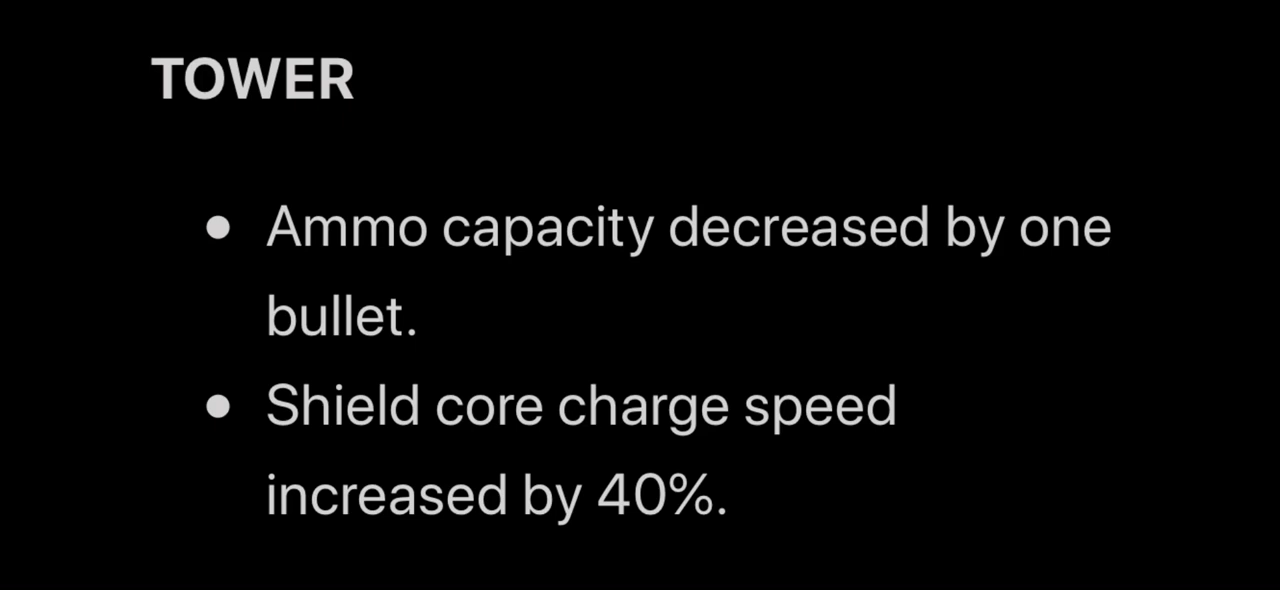 TOWER
● Ammo capacity decreased by one
bullet.
● Shield core charge speed
increased by 40%.